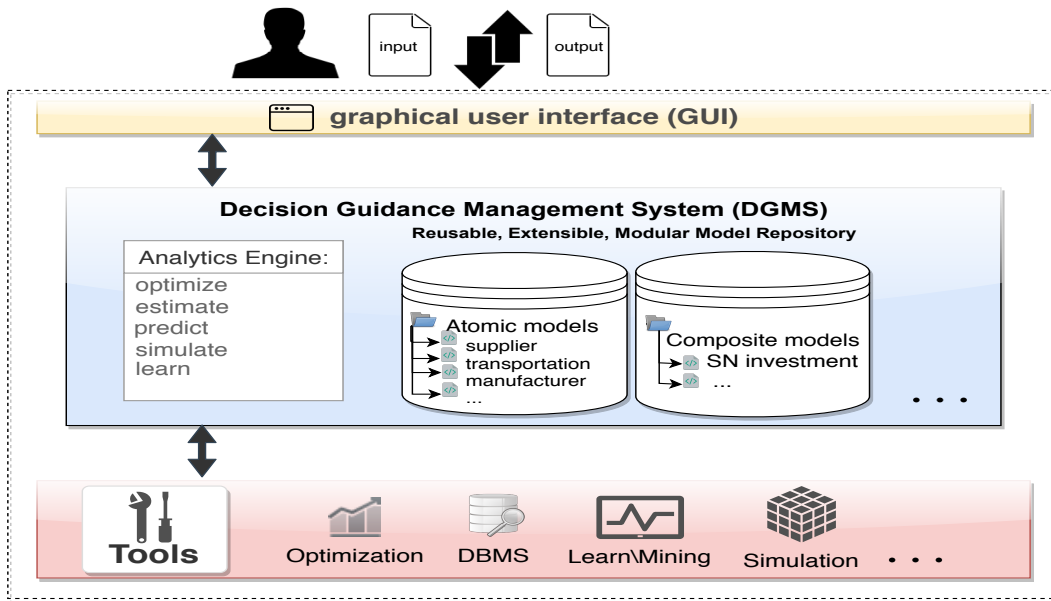 input
output
graphical user interface (GUI)
Decision Guidance Management System (DGMS)
Reusable, Extensible, Modular Model Repository
Analytics Engine:
optimize
estimate
predict
simulate
learn
Atomic models
supplier
transportation
manufacturer
...
Composite models
SN investment
...
. . .
Tools
Optimization
DBMS
Learn\Mining
Simulation
. . .